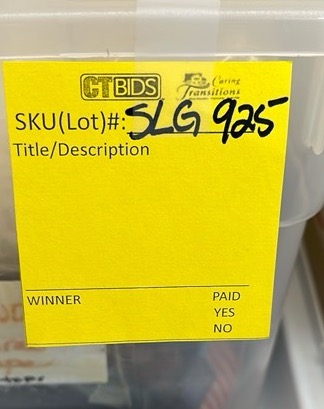 CTBIDS
Caring
Transitions
SKU(Lot)#: SLG 925
Title/Description
WINNER PAID
YES
NO